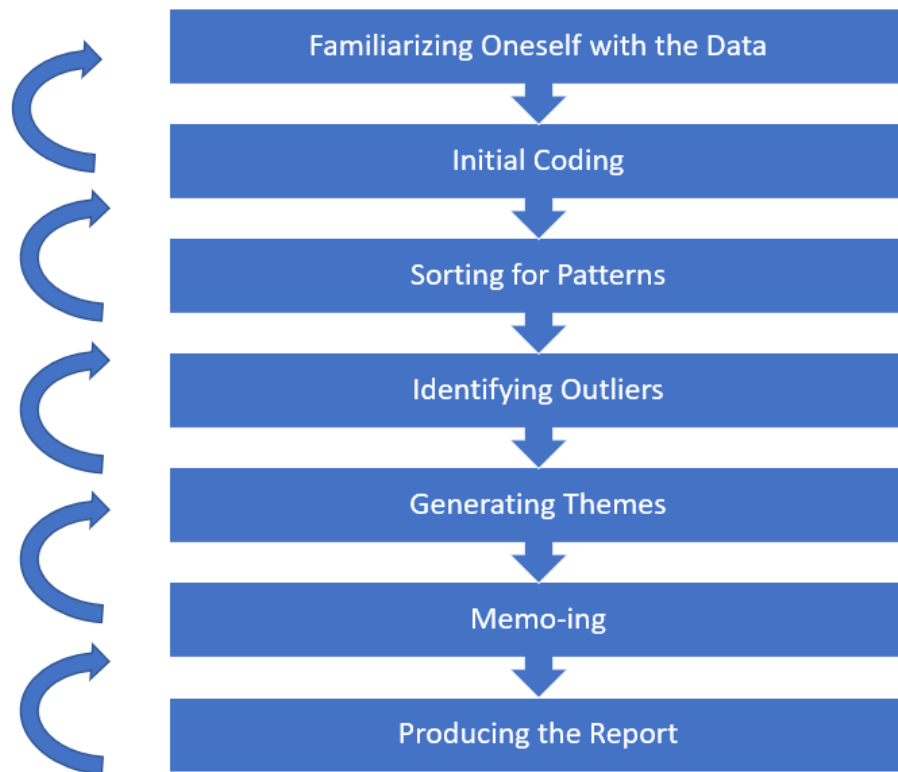 Familiarizing Oneself with the Data
Initial Coding
Sorting for Patterns
Identifying Outliers
Generating Themes
Memo-ing
Producing the Report